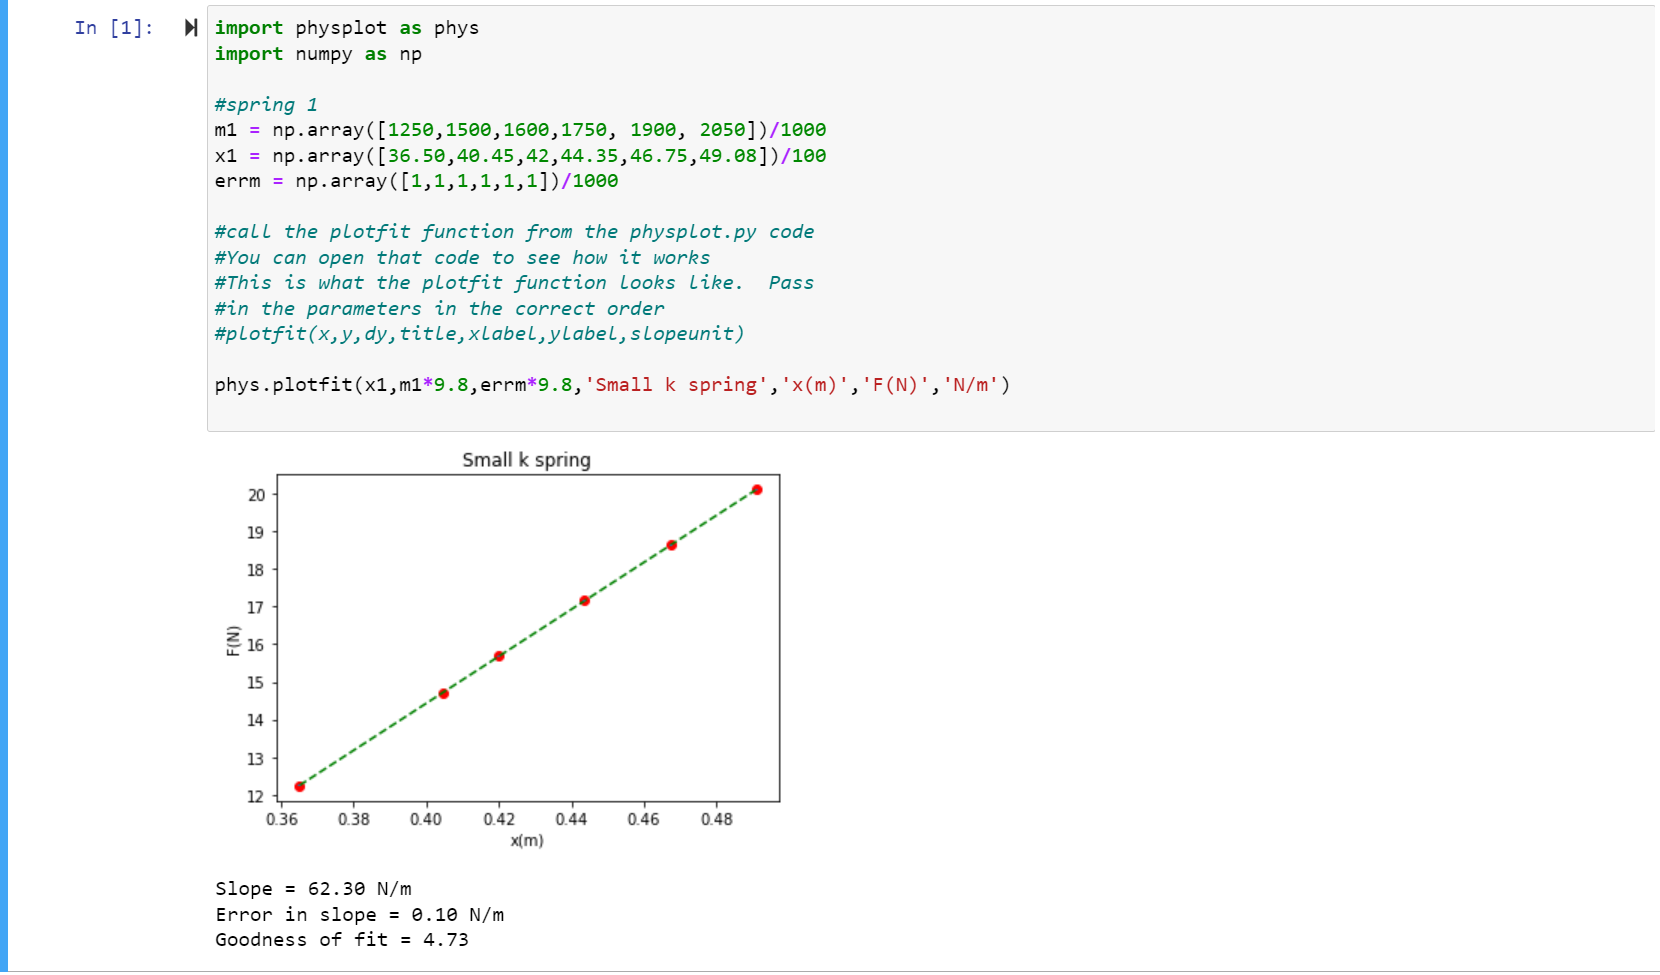 In [1]:
import physplot as phys
import numpy as np
#spring 1
m1 = np.array([1250,1500,1600,1750, 1900, 2050])/1000
x1 = np.array([36.50,40.45,42,44.35,46.75,49.08])/100
errm = np.array([1,1,1,1,1,1])/1000
#call the plotfit function from the physplot.py code
#You can open that code to see how it works
#This is what the plotfit function looks like.  Pass
#in the parameters in the correct order
#plotfit(x,y,dy,title,xlabel,ylabel,slopeunit)
phys.plotfit(x1,m1*9.8,errm*9.8,'Small k spring','x(m)','F(N)','N/m')
Small k spring
20
19
18
17
16
15
14
13
12
F(N)
0.36 0.38 0.40 0.42 0.44 0.46 0.48
x(m)
Slope = 62.30 N/m
Error in slope = 0.10 N/m
Goodness of fit = 4.73